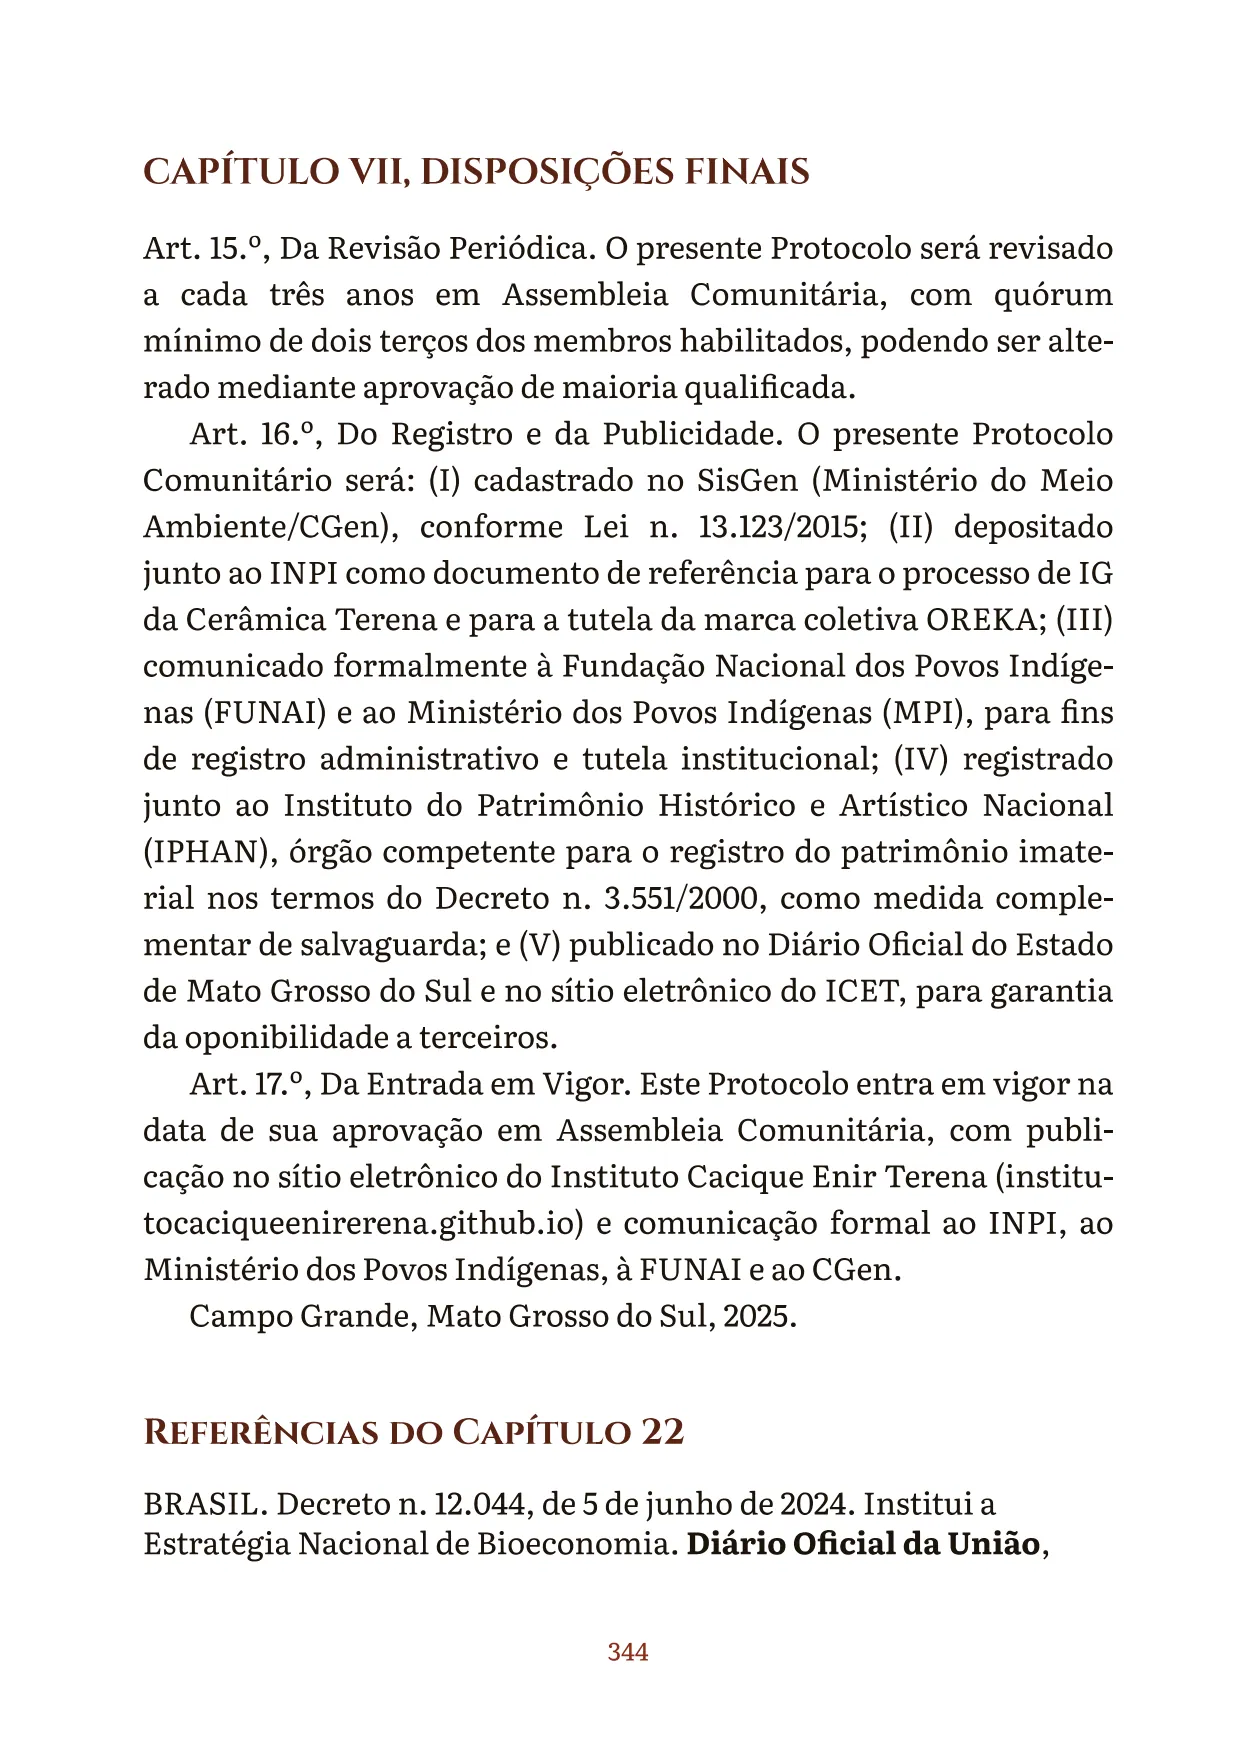 CAPÍTULO VII, DISPOSIÇÕES FINAIS
Art. 15.º, Da Revisão Periódica. O presente Protocolo será revisado
a cada três anos em Assembleia Comunitária, com quórum
mínimo de dois terços dos membros habilitados, podendo ser alte-
rado mediante aprovação de maioria qualificada.
Art. 16.º, Do Registro e da Publicidade. O presente Protocolo
Comunitário será: (I) cadastrado no SisGen (Ministério do Meio
Ambiente/CGen), conforme Lei n. 13.123/2015; (II) depositado
junto ao INPI como documento de referência para o processo de IG
da Cerâmica Terena e para a tutela da marca coletiva OREKA; (III)
comunicado formalmente à Fundação Nacional dos Povos Indíge-
nas (FUNAI) e ao Ministério dos Povos Indígenas (MPI), para fins
de registro administrativo e tutela institucional; (IV) registrado
junto ao Instituto do Patrimônio Histórico e Artístico Nacional
(IPHAN), órgão competente para o registro do patrimônio imate-
rial nos termos do Decreto n. 3.551/2000, como medida comple-
mentar de salvaguarda; e (V) publicado no Diário Oficial do Estado
de Mato Grosso do Sul e no sítio eletrônico do ICET, para garantia
da oponibilidade a terceiros.
Art. 17.º, Da Entrada em Vigor. Este Protocolo entra em vigor na
data de sua aprovação em Assembleia Comunitária, com publi-
cação no sítio eletrônico do Instituto Cacique Enir Terena (institu-
tocaciqueenirerena.github.io) e comunicação formal ao INPI, ao
Ministério dos Povos Indígenas, à FUNAI e ao CGen.
Campo Grande, Mato Grosso do Sul, 2025.
Referências do Capítulo 22
BRASIL. Decreto n. 12.044, de 5 de junho de 2024. Institui a
Estratégia Nacional de Bioeconomia. Diário Oficial da União,
344